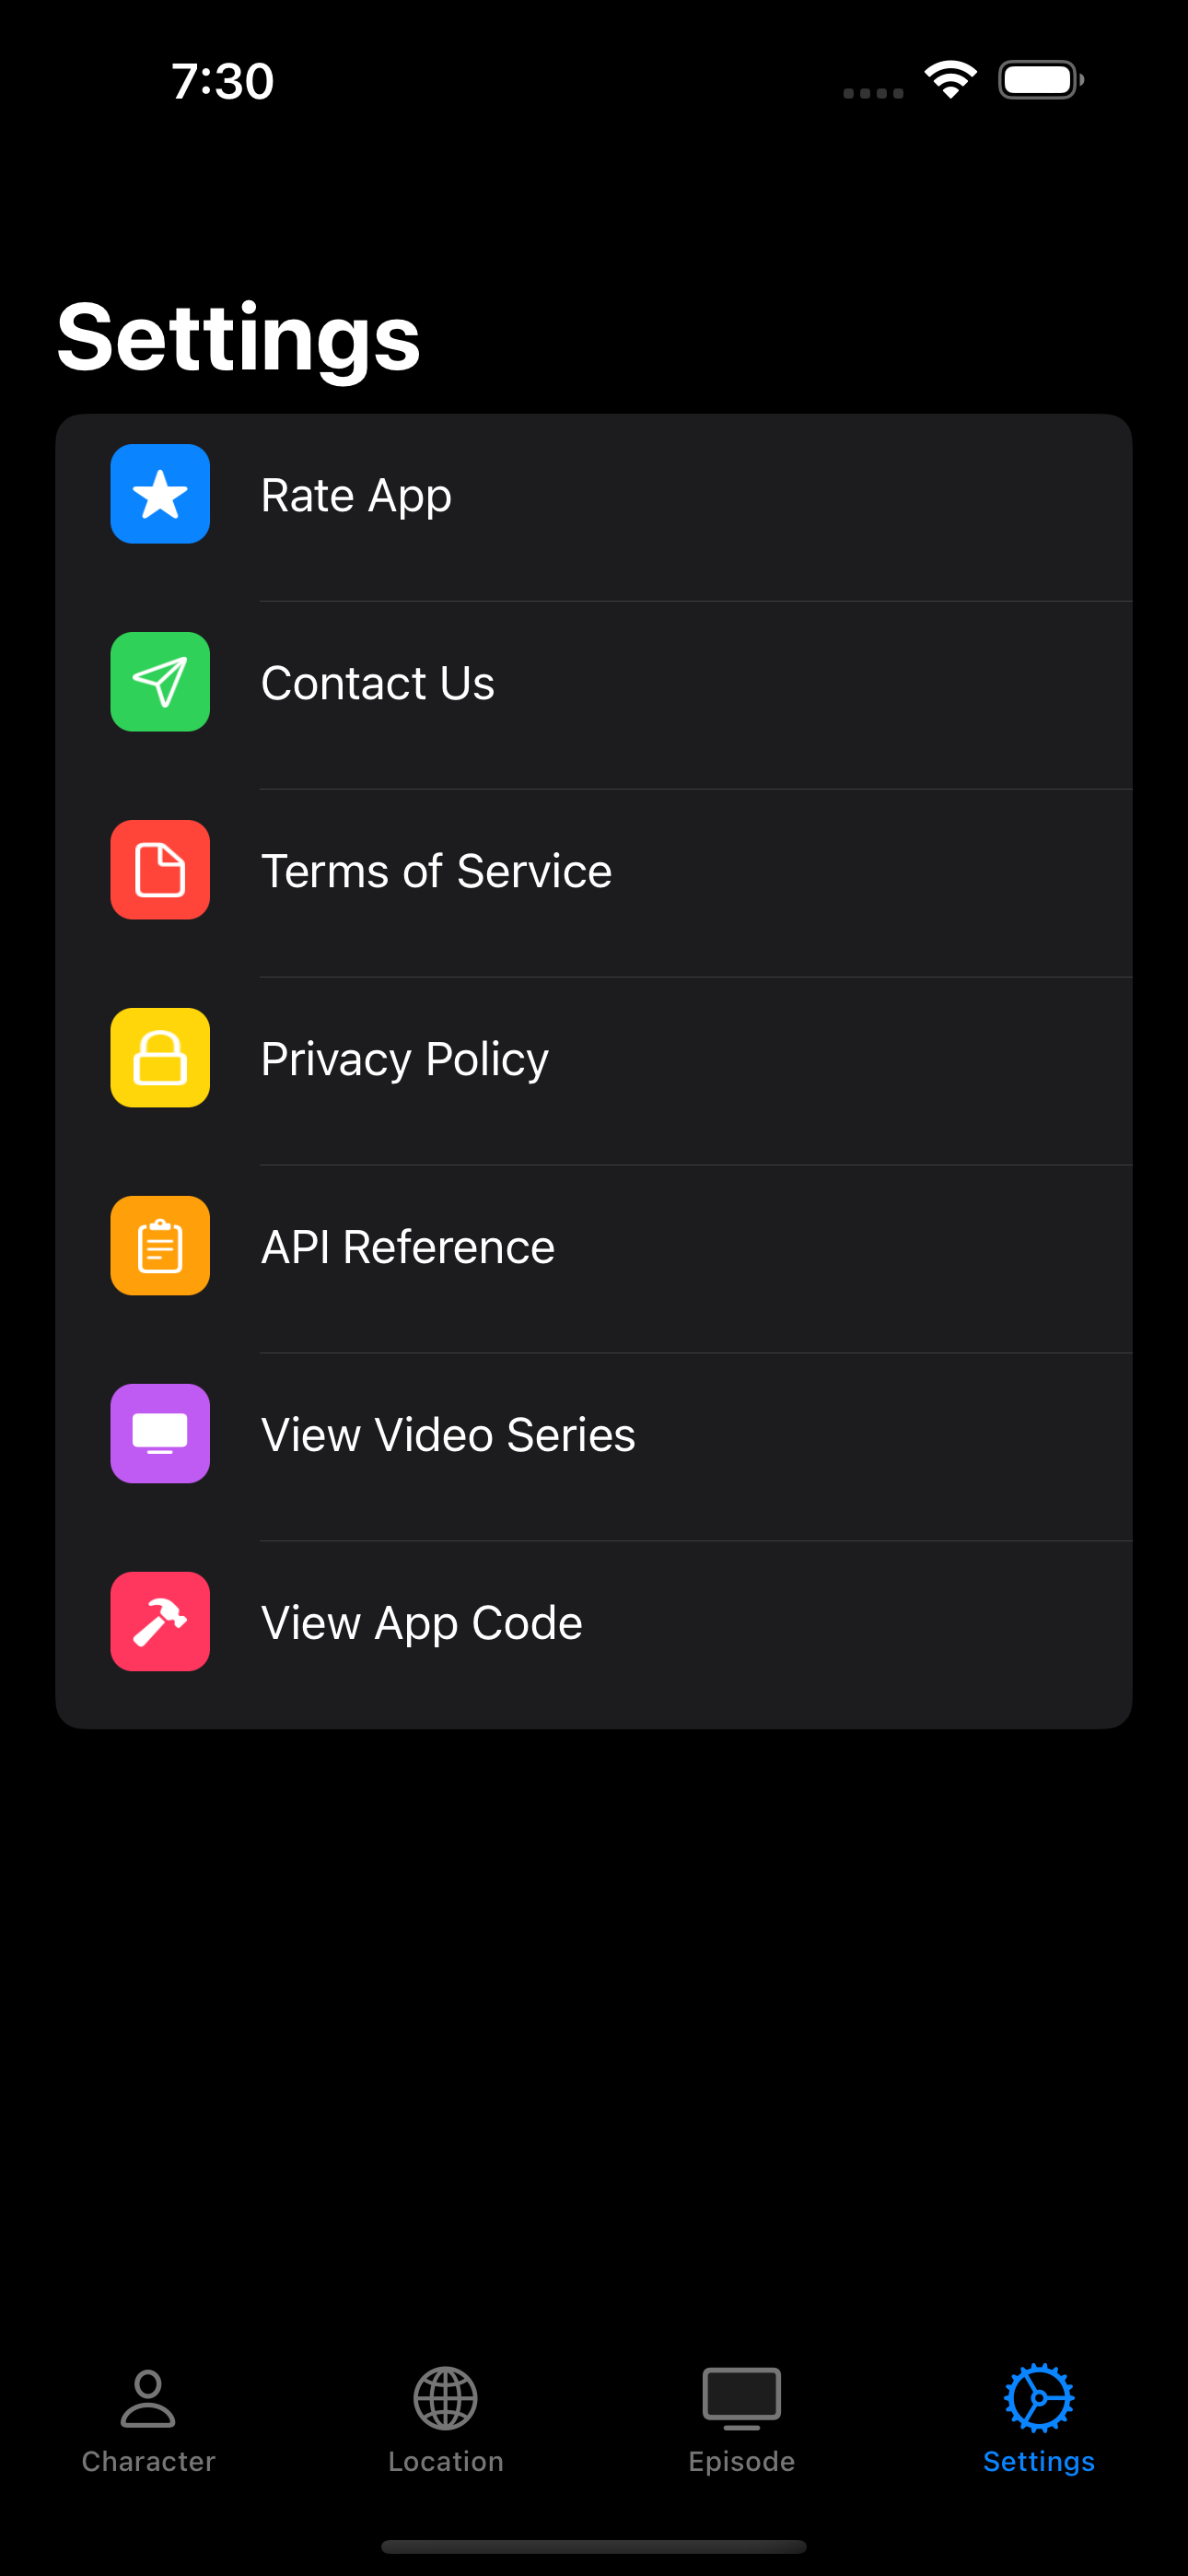 7:30
Settings
Rate App
Contact Us
Terms of Service
Privacy Policy
API Reference
View Video Series
View App Code
Character Location Episode Settings